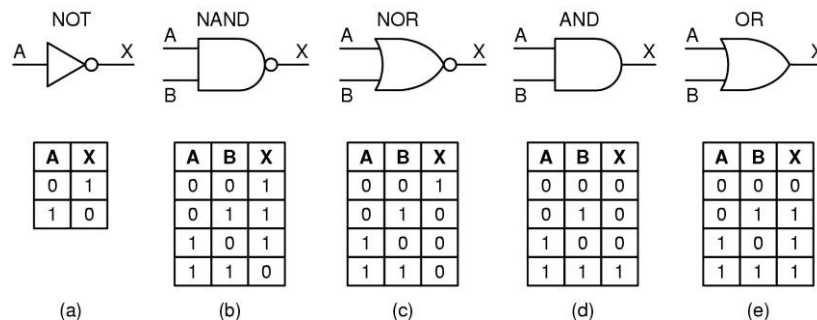 NOT NAND NOR AND OR
A X A X A X A X A X
B B B B
A X A B X A B X A B X A B X
0 1 0 0 1 0 0 1 0 0 0 0 0 0
1 0 0 1 1 0 1 0 0 1 0 0 1 1
1 0 1 1 0 0 1 0 0 1 0 1
1 1 0 1 1 0 1 1 1 1 1 1
(a) (b) (c) (d) (e)